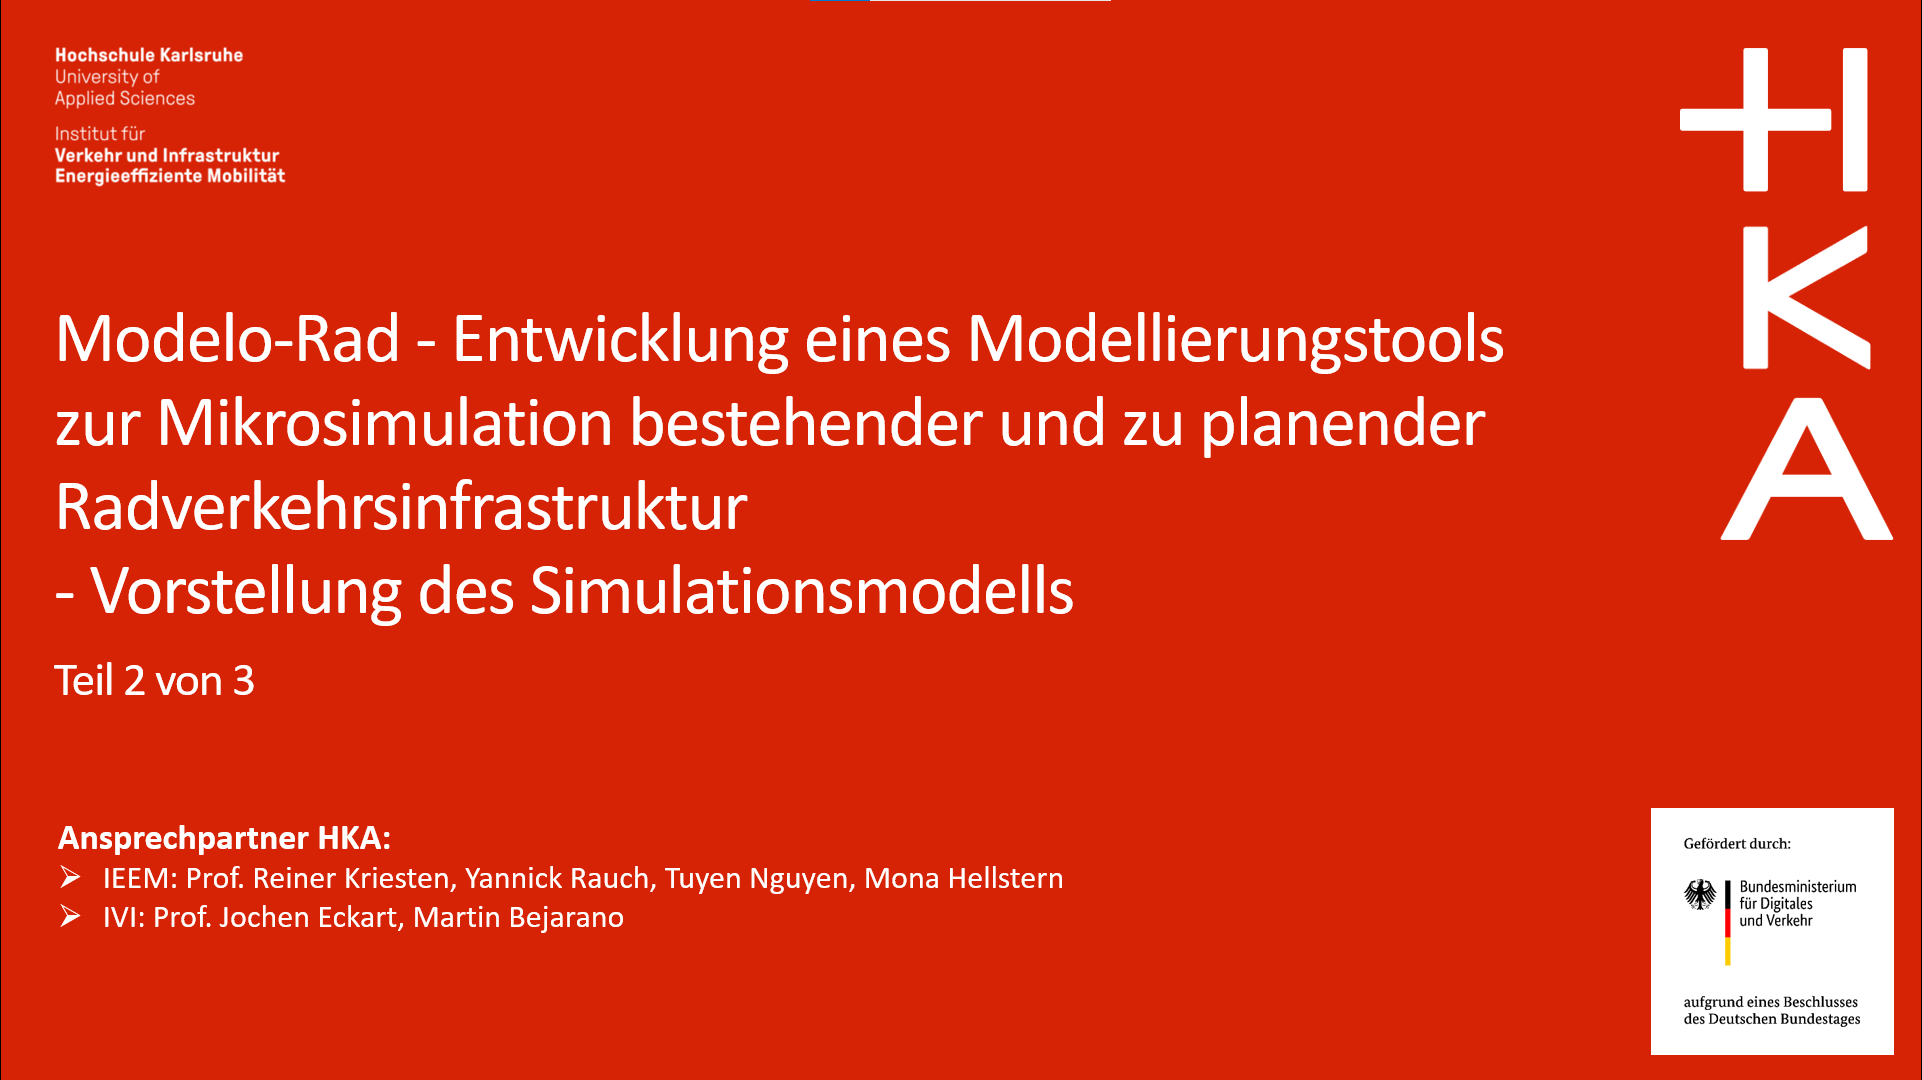 Hochschule Karlsruhe
University of
Applied Sciences
Institut für
Verkehr und Infrastruktur
Energieeffiziente Mobilität
HKA
Modelo-Rad - Entwicklung eines Modellierungstools
zur Mikrosimulation bestehender und zu planender
Radverkehrsinfrastruktur
- Vorstellung des Simulationsmodells
Teil 2 von 3
Ansprechpartner HKA:
➢ IEEM: Prof. Reiner Kriesten, Yannick Rauch, Tuyen Nguyen, Mona Hellstern
➢ IVI: Prof. Jochen Eckart, Martin Bejarano
Gefördert durch:
Bundesministerium
für Digitales
und Verkehr
aufgrund eines Beschlusses
des Deutschen Bundestages